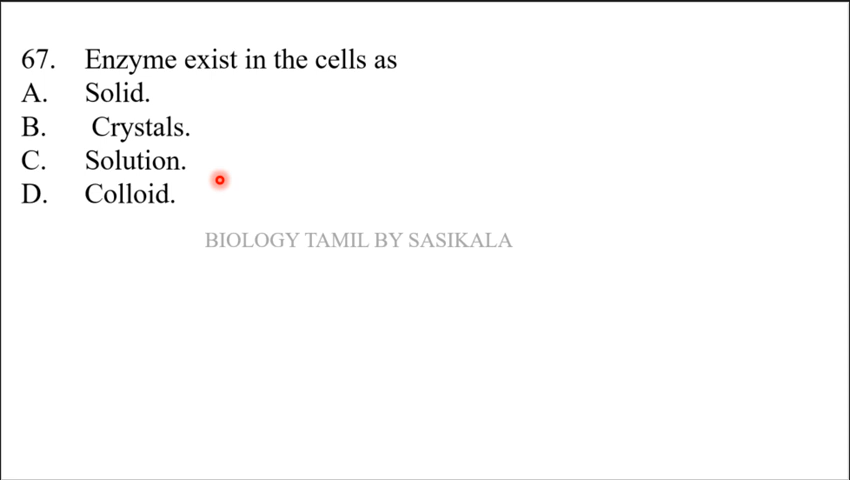 67. Enzyme exist in the cells as
A. Solid.
B. Crystals.
C. Solution.
D. Colloid.
BIOLOGY TAMIL BY SASIKALA